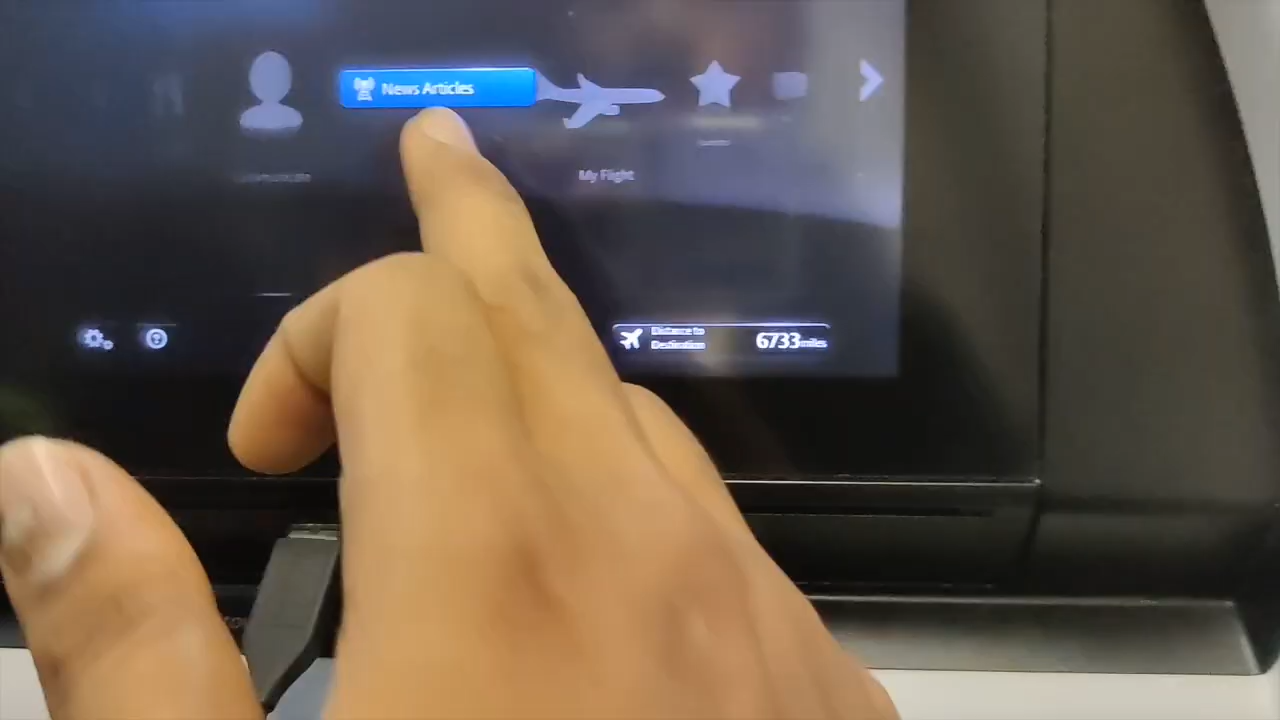 News Articles
My Flight
Distance to
Destination
6733 miles